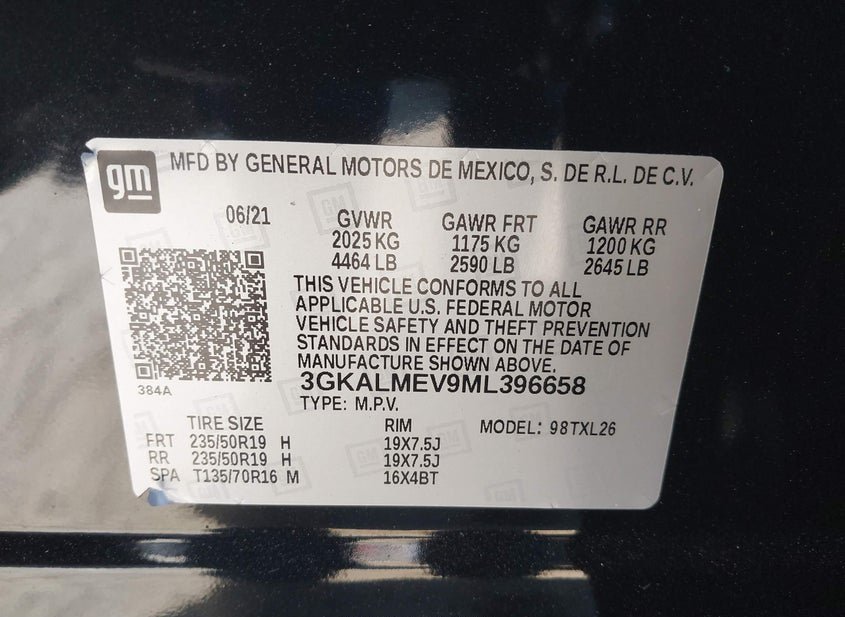 gm
MFD BY GENERAL MOTORS DE MEXICO, S. DE R.L. DE C.V.
06/21 GVWR GAWR FRT GAWR RR
2025 KG 1175 KG 1200 KG
4464 LB 2590 LB 2645 LB
THIS VEHICLE CONFORMS TO ALL
APPLICABLE U.S. FEDERAL MOTOR
VEHICLE SAFETY AND THEFT PREVENTION
STANDARDS IN EFFECT ON THE DATE OF
MANUFACTURE SHOWN ABOVE.
384A
3GKALMEV9ML396658
TYPE: M.P.V.
TIRE SIZE RIM MODEL: 98TXL26
FRT 235/50R19 H 19X7.5J
RR 235/50R19 H 19X7.5J
SPA T135/70R16 M 16X4BT